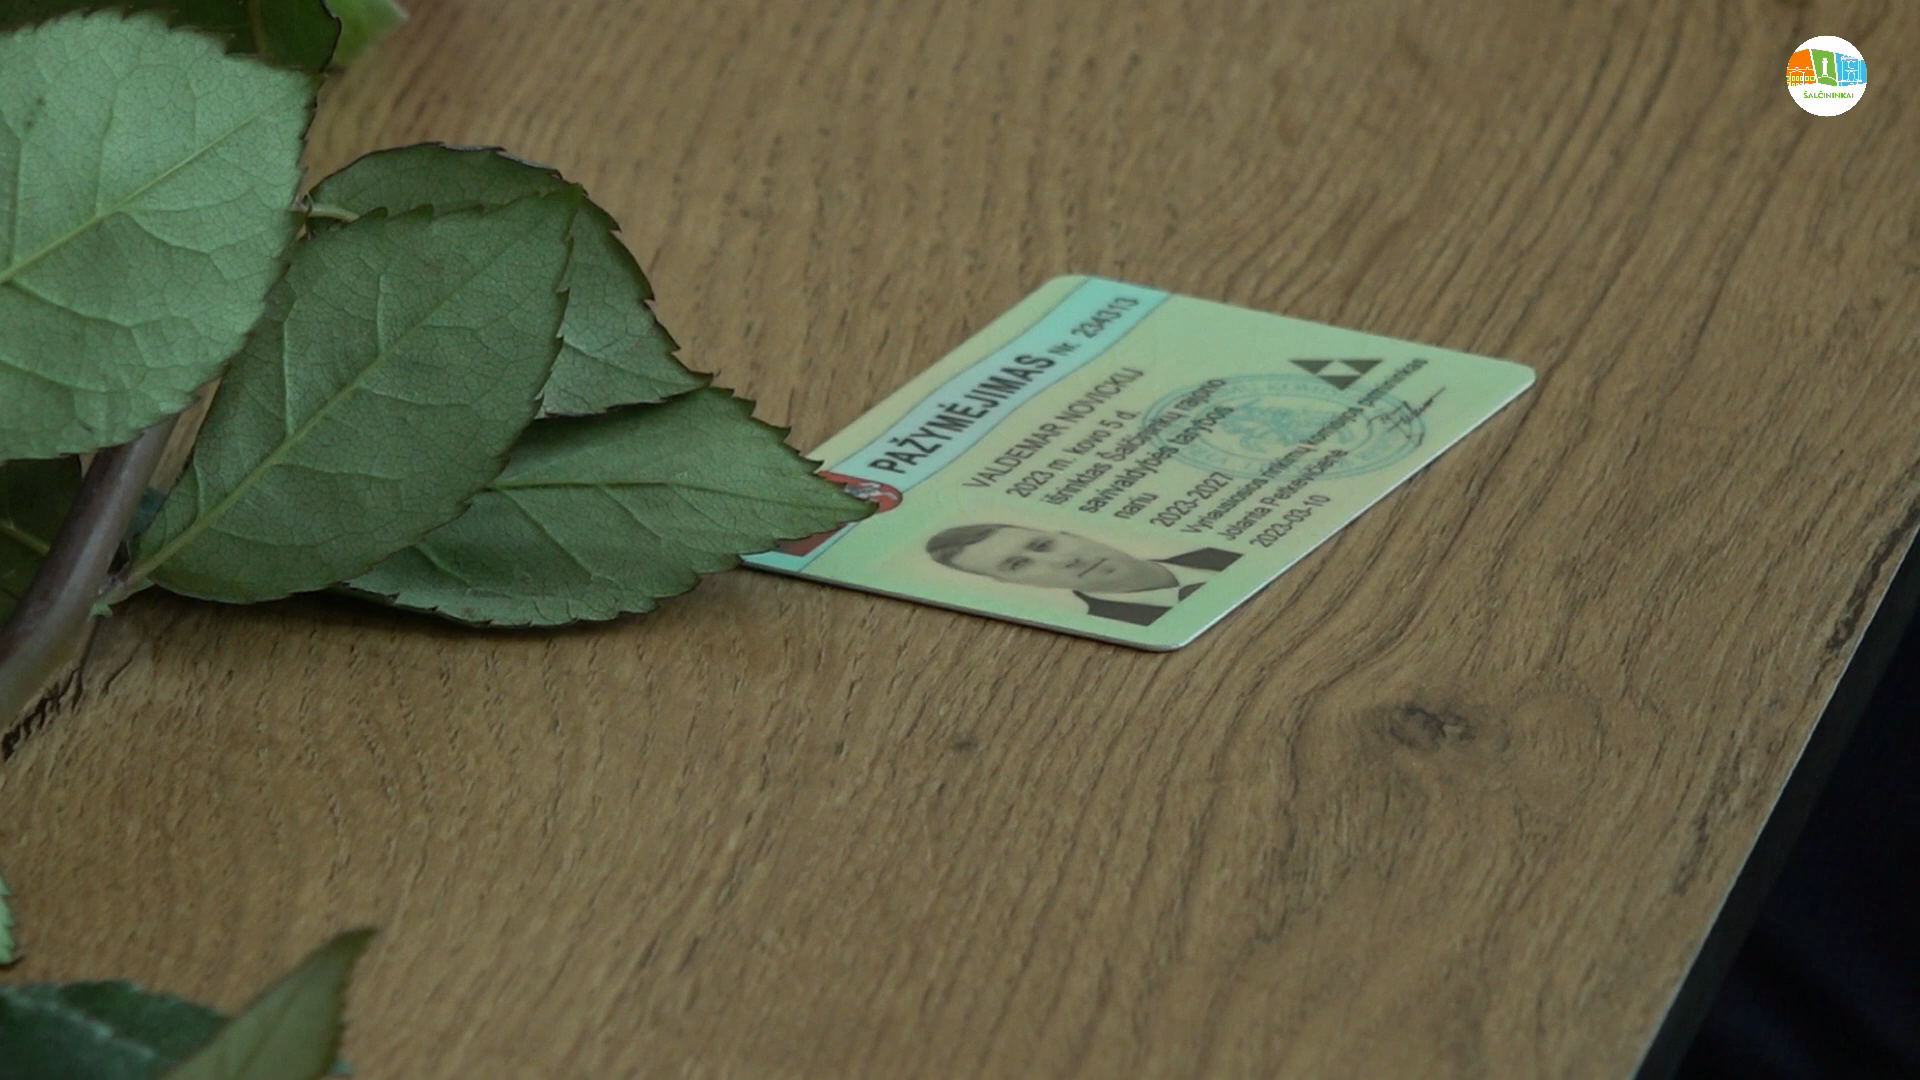 ŠALČININKAI
PAŽYMĖJIMAS Nr. 234313
VALDEMAR NOVICKIJ
2023 m. kovo 5 d.
išrinktas Šalčininkų rajono
savivaldybės tarybos
nariu
2023-2027
Vyriausiosios rinkimų komisijos pirmininkė
Jolanta Petkevičienė
2023-03-10